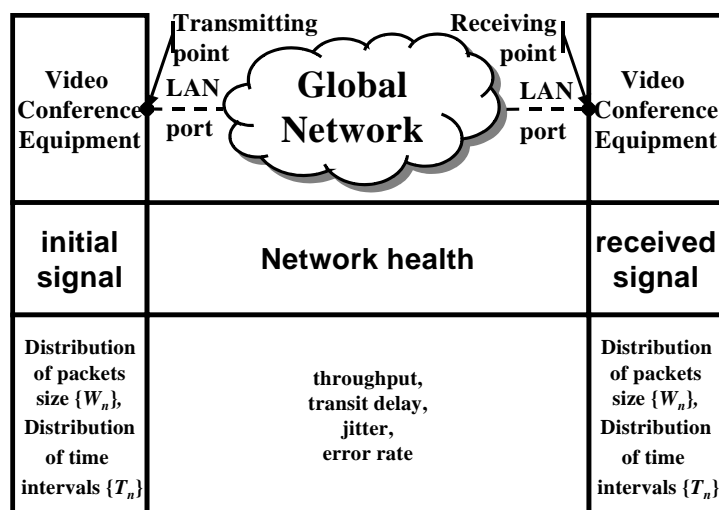 Transmitting
point
Receiving
point
Video
Conference
Equipment
LAN
port
Global
Network
LAN
port
Video
Conference
Equipment
initial
signal
Network health
received
signal
Distribution
of packets
size {Wn},
Distribution
of time
intervals {Tn}
throughput,
transit delay,
jitter,
error rate
Distribution
of packets
size {Wn},
Distribution
of time
intervals {Tn}